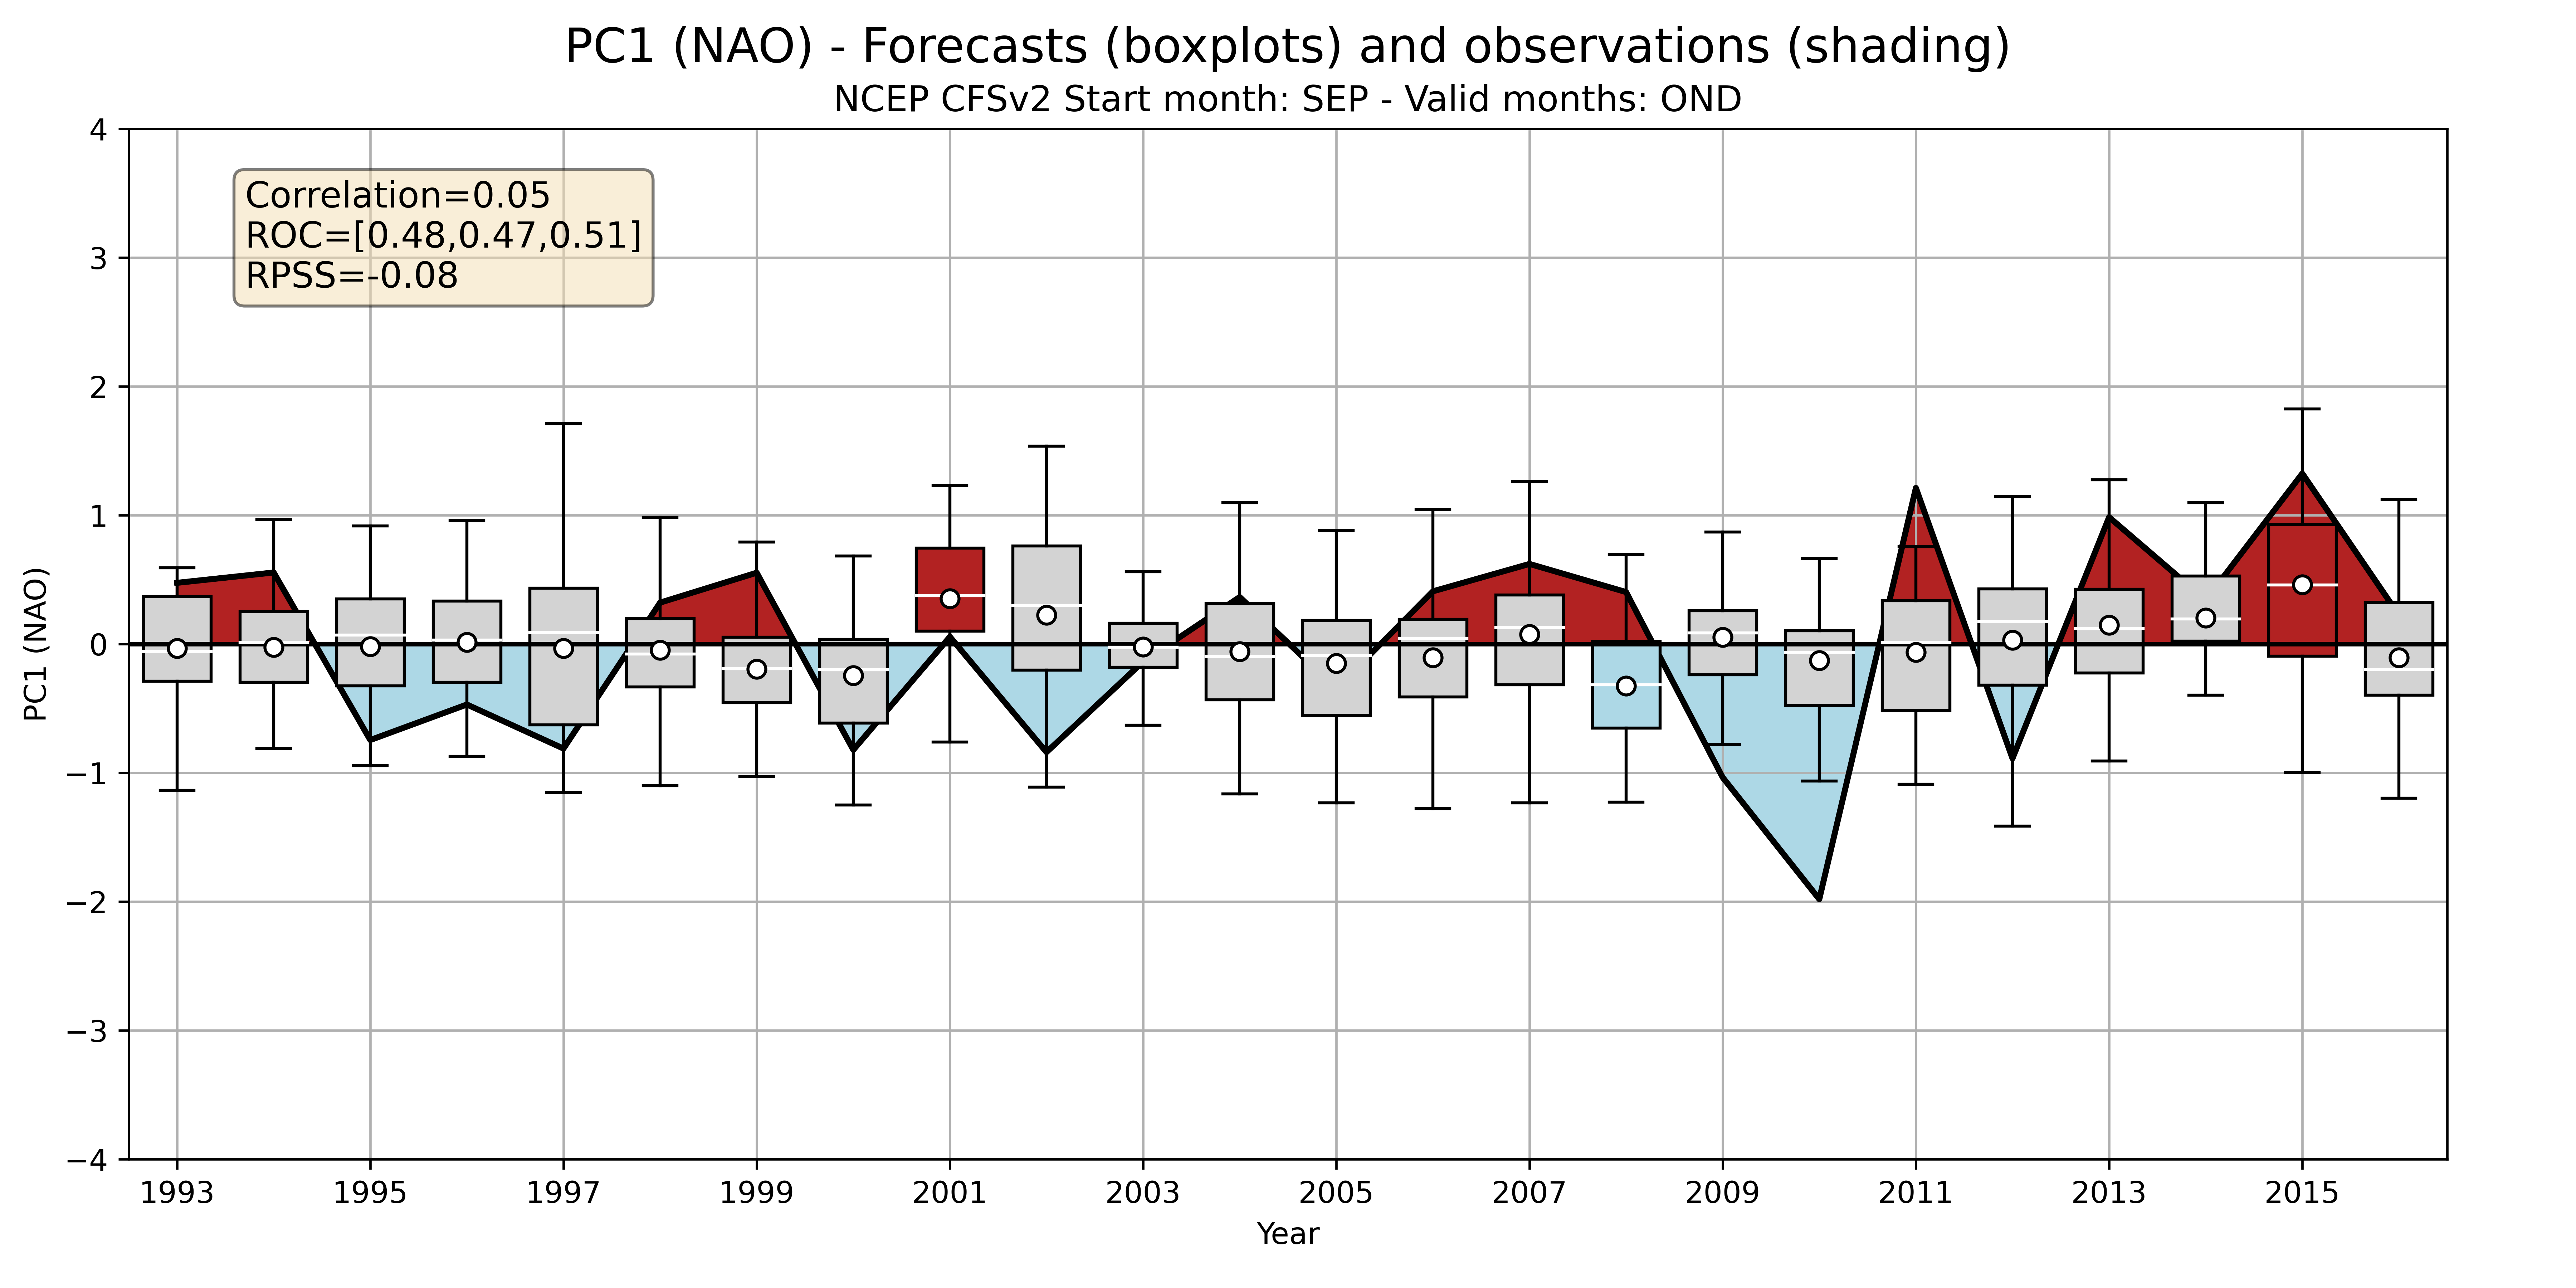 PC1 (NAO) - Forecasts (boxplots) and observations (shading)
NCEP CFSv2 Start month: SEP - Valid months: OND
Correlation=0.05
ROC=[0.48,0.47,0.51]
RPSS=-0.08
PC1 (NAO)
4
3
2
1
0
−1
−2
−3
−4
1993 1995 1997 1999 2001 2003 2005 2007 2009 2011 2013 2015
Year